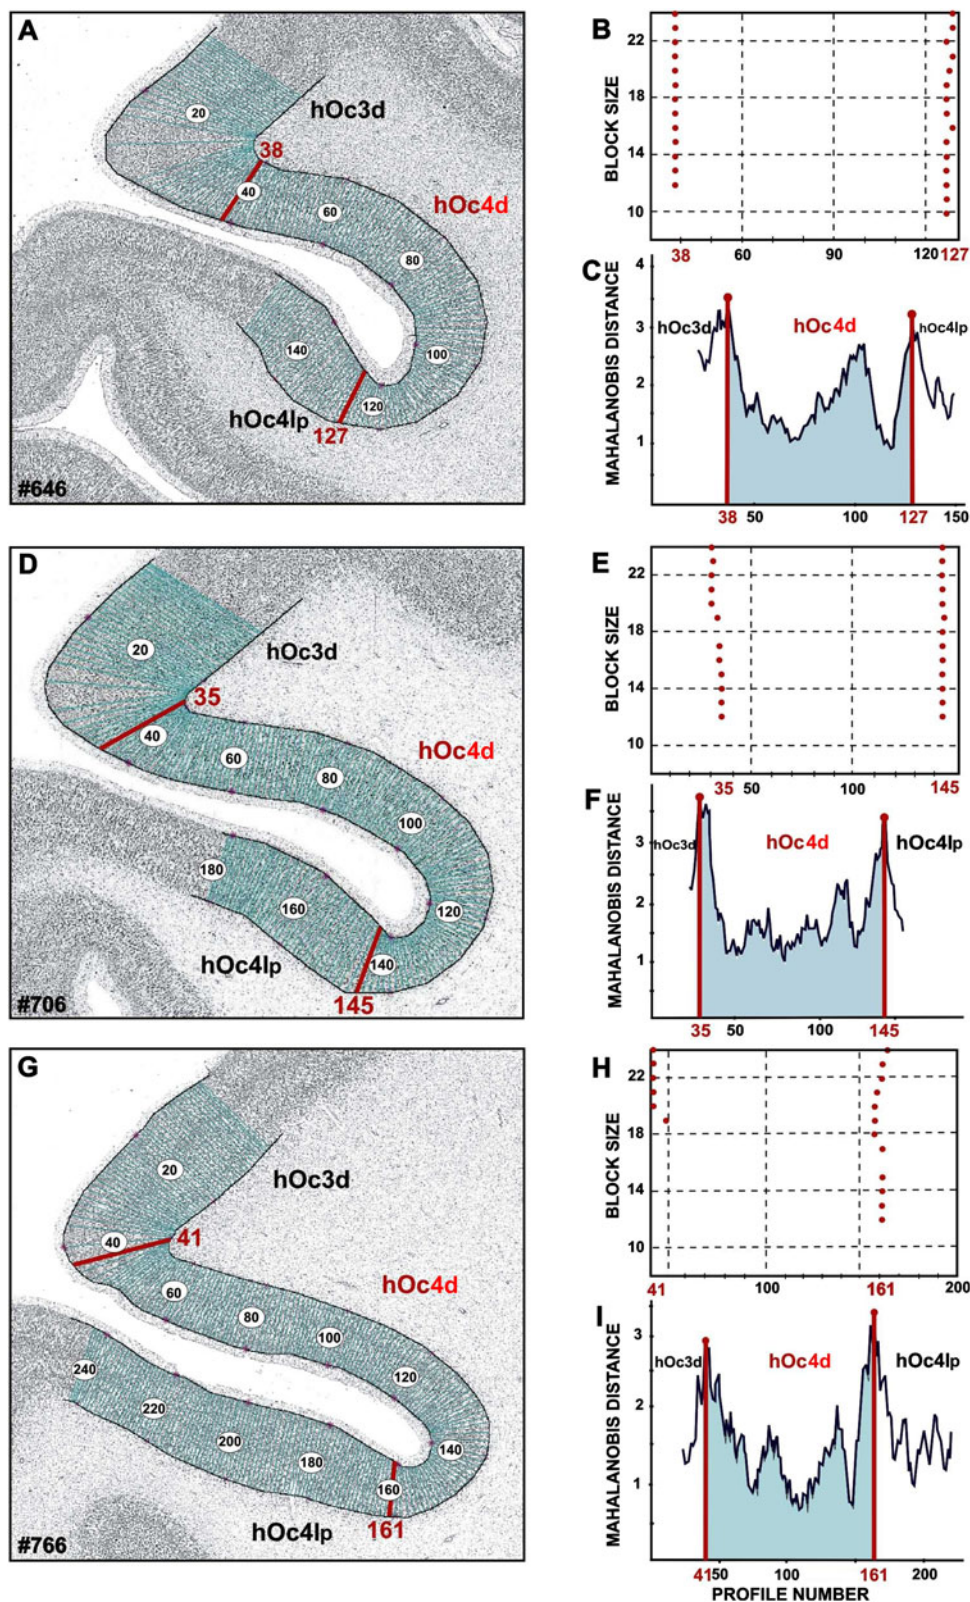 A
20
hOc3d
38
40
60
hOc4d
80
140
100
120
hOc4lp
127
#646
B
BLOCK SIZE
22
18
14
10
38 60 90 120 127
C
MAHALANOBIS DISTANCE
4
3
2
1
hOc3d hOc4d hOc4lp
38 50 100 127 150
D
20
hOc3d
35
40
60
80
hOc4d
100
180
160
120
140
hOc4lp
145
#706
E
BLOCK SIZE
22
18
14
10
35 50 100 145
F
MAHALANOBIS DISTANCE
3
2
1
hOc3d hOc4d hOc4lp
35 50 100 145
G
20
hOc3d
40
41
60
80
hOc4d
100
120
240
220
200
180
140
160
hOc4lp
161
#766
H
BLOCK SIZE
22
18
14
10
41 100 161 200
I
MAHALANOBIS DISTANCE
3
2
1
hOc3d hOc4d hOc4lp
41 50 100 161 200
PROFILE NUMBER